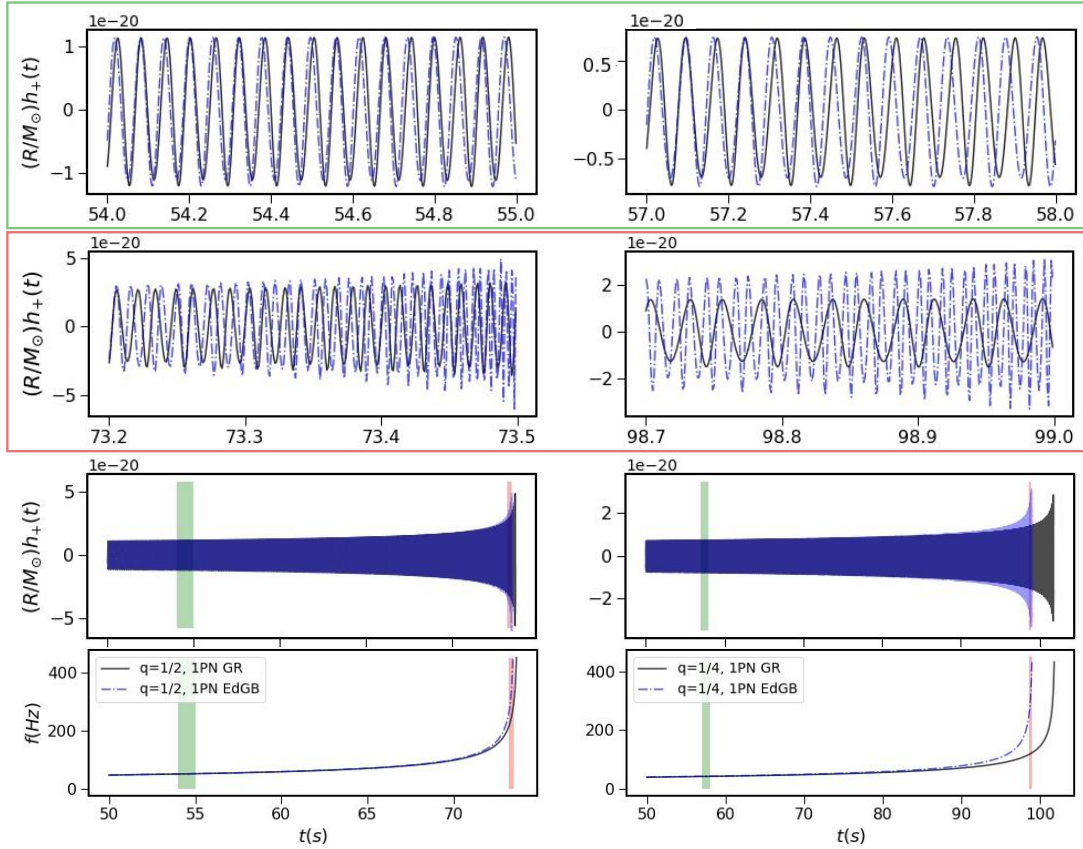 1e−20 1e−20
(R/M⊙)h+(t) 1 0 −1 0.5 0 −0.5
54.0 54.2 54.4 54.6 54.8 55.0 57.0 57.2 57.4 57.6 57.8 58.0
1e−20 1e−20
(R/M⊙)h+(t) 5 0 −5 2 0 −2
73.2 73.3 73.4 73.5 98.7 98.8 98.9 99.0
1e−20 1e−20
(R/M⊙)h+(t) 5 0 −5 2 0 −2
50 55 60 65 70
f(Hz) 400 200 0 400 200 0
q=1/2, 1PN GR
q=1/2, 1PN EdGB
q=1/4, 1PN GR
q=1/4, 1PN EdGB
50 55 60 65 70 50 60 70 80 90 100
t(s) t(s)